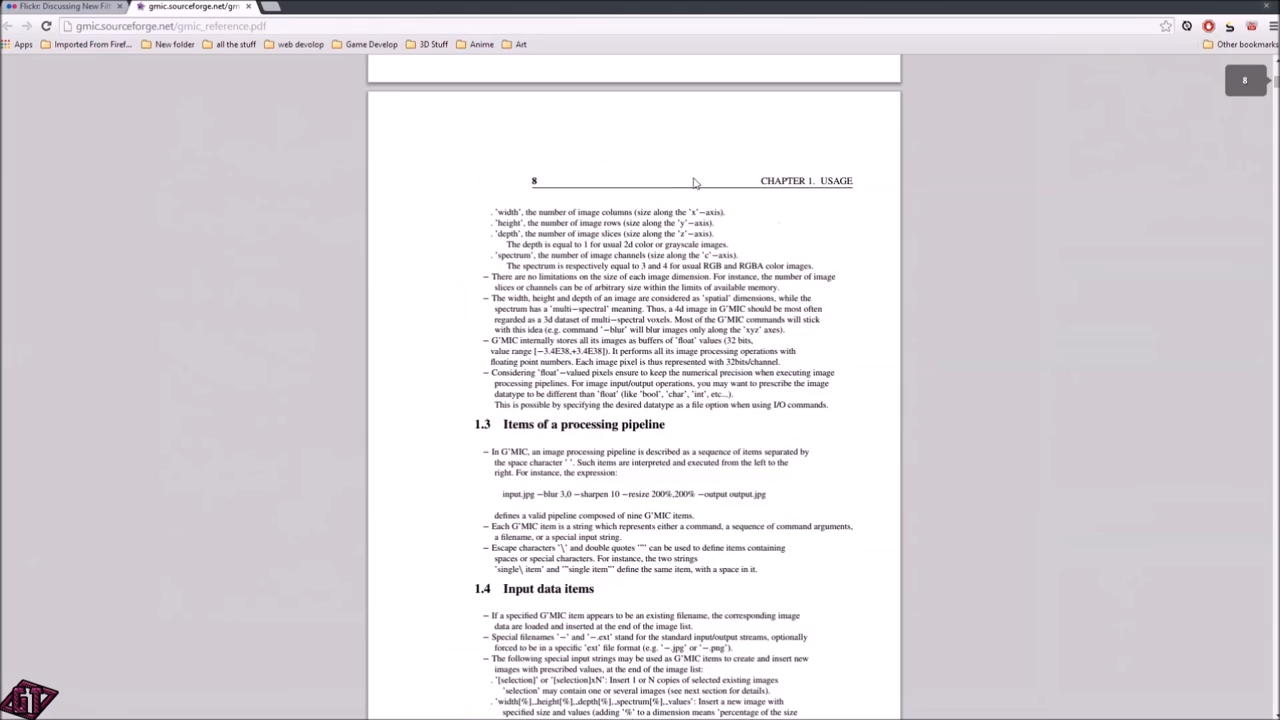 Flickr: Discussing New Filt
gmic.sourceforge.net/gm
gmic.sourceforge.net/gmic_reference.pdf
Apps Imported From Firef... New folder all the stuff web devolop Game Develop 3D Stuff Anime Art Other bookmarks
8
8 CHAPTER 1. USAGE
. 'width', the number of image columns (size along the 'x'−axis).
. 'height', the number of image rows (size along the 'y'−axis).
. 'depth', the number of image slices (size along the 'z'−axis).
The depth is equal to 1 for usual 2d color or grayscale images.
. 'spectrum', the number of image channels (size along the 'c'−axis).
The spectrum is respectively equal to 3 and 4 for usual RGB and RGBA color images.
− There are no limitations on the size of each image dimension. For instance, the number of image
slices or channels can be of arbitrary size within the limits of available memory.
− The width, height and depth of an image are considered as 'spatial' dimensions, while the
spectrum has a 'multi−spectral' meaning. Thus, a 4d image in G'MIC should be most often
regarded as a 3d dataset of multi−spectral voxels. Most of the G'MIC commands will stick
with this idea (e.g. command '−blur' will blur images only along the 'xyz' axes).
− G'MIC internally stores all its images as buffers of 'float' values (32 bits,
value range [−3.4E38,+3.4E38]). It performs all its image processing operations with
floating point numbers. Each image pixel is thus represented with 32bits/channel.
− Considering 'float'−valued pixels ensure to keep the numerical precision when executing image
processing pipelines. For image input/output operations, you may want to prescribe the image
datatype to be different than 'float' (like 'bool', 'char', 'int', etc...).
This is possible by specifying the desired datatype as a file option when using I/O commands.
1.3 Items of a processing pipeline
− In G'MIC, an image processing pipeline is described as a sequence of items separated by
the space character ' '. Such items are interpreted and executed from the left to the
right. For instance, the expression:
input.jpg −blur 3,0 −sharpen 10 −resize 200%,200% −output output.jpg
defines a valid pipeline composed of nine G'MIC items.
− Each G'MIC item is a string which represents either a command, a sequence of command arguments,
a filename, or a special input string.
− Escape characters '\' and double quotes '"' can be used to define items containing
spaces or special characters. For instance, the two strings
'single\ item' and '"single item"' define the same item, with a space in it.
1.4 Input data items
− If a specified G'MIC item appears to be an existing filename, the corresponding image
data are loaded and inserted at the end of the image list.
− Special filenames '−' and '−.ext' stand for the standard input/output streams, optionally
forced to be in a specific 'ext' file format (e.g. '−.jpg' or '−.png').
− The following special input strings may be used as G'MIC items to create and insert new
images with prescribed values, at the end of the image list:
. '[selection]' or '[selection]xN': Insert 1 or N copies of selected existing images
'selection' may contain one or several images (see next section for details).
. 'width[%],_height[%],_depth[%],_spectrum[%],_values': Insert a new image with
specified size and values (adding '%' to a dimension means 'percentage of the size
GT